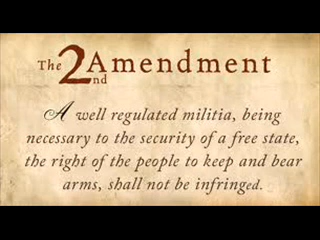 The 2nd Amendment
A well regulated militia, being
necessary to the security of a free state,
the right of the people to keep and bear
arms, shall not be infringed.